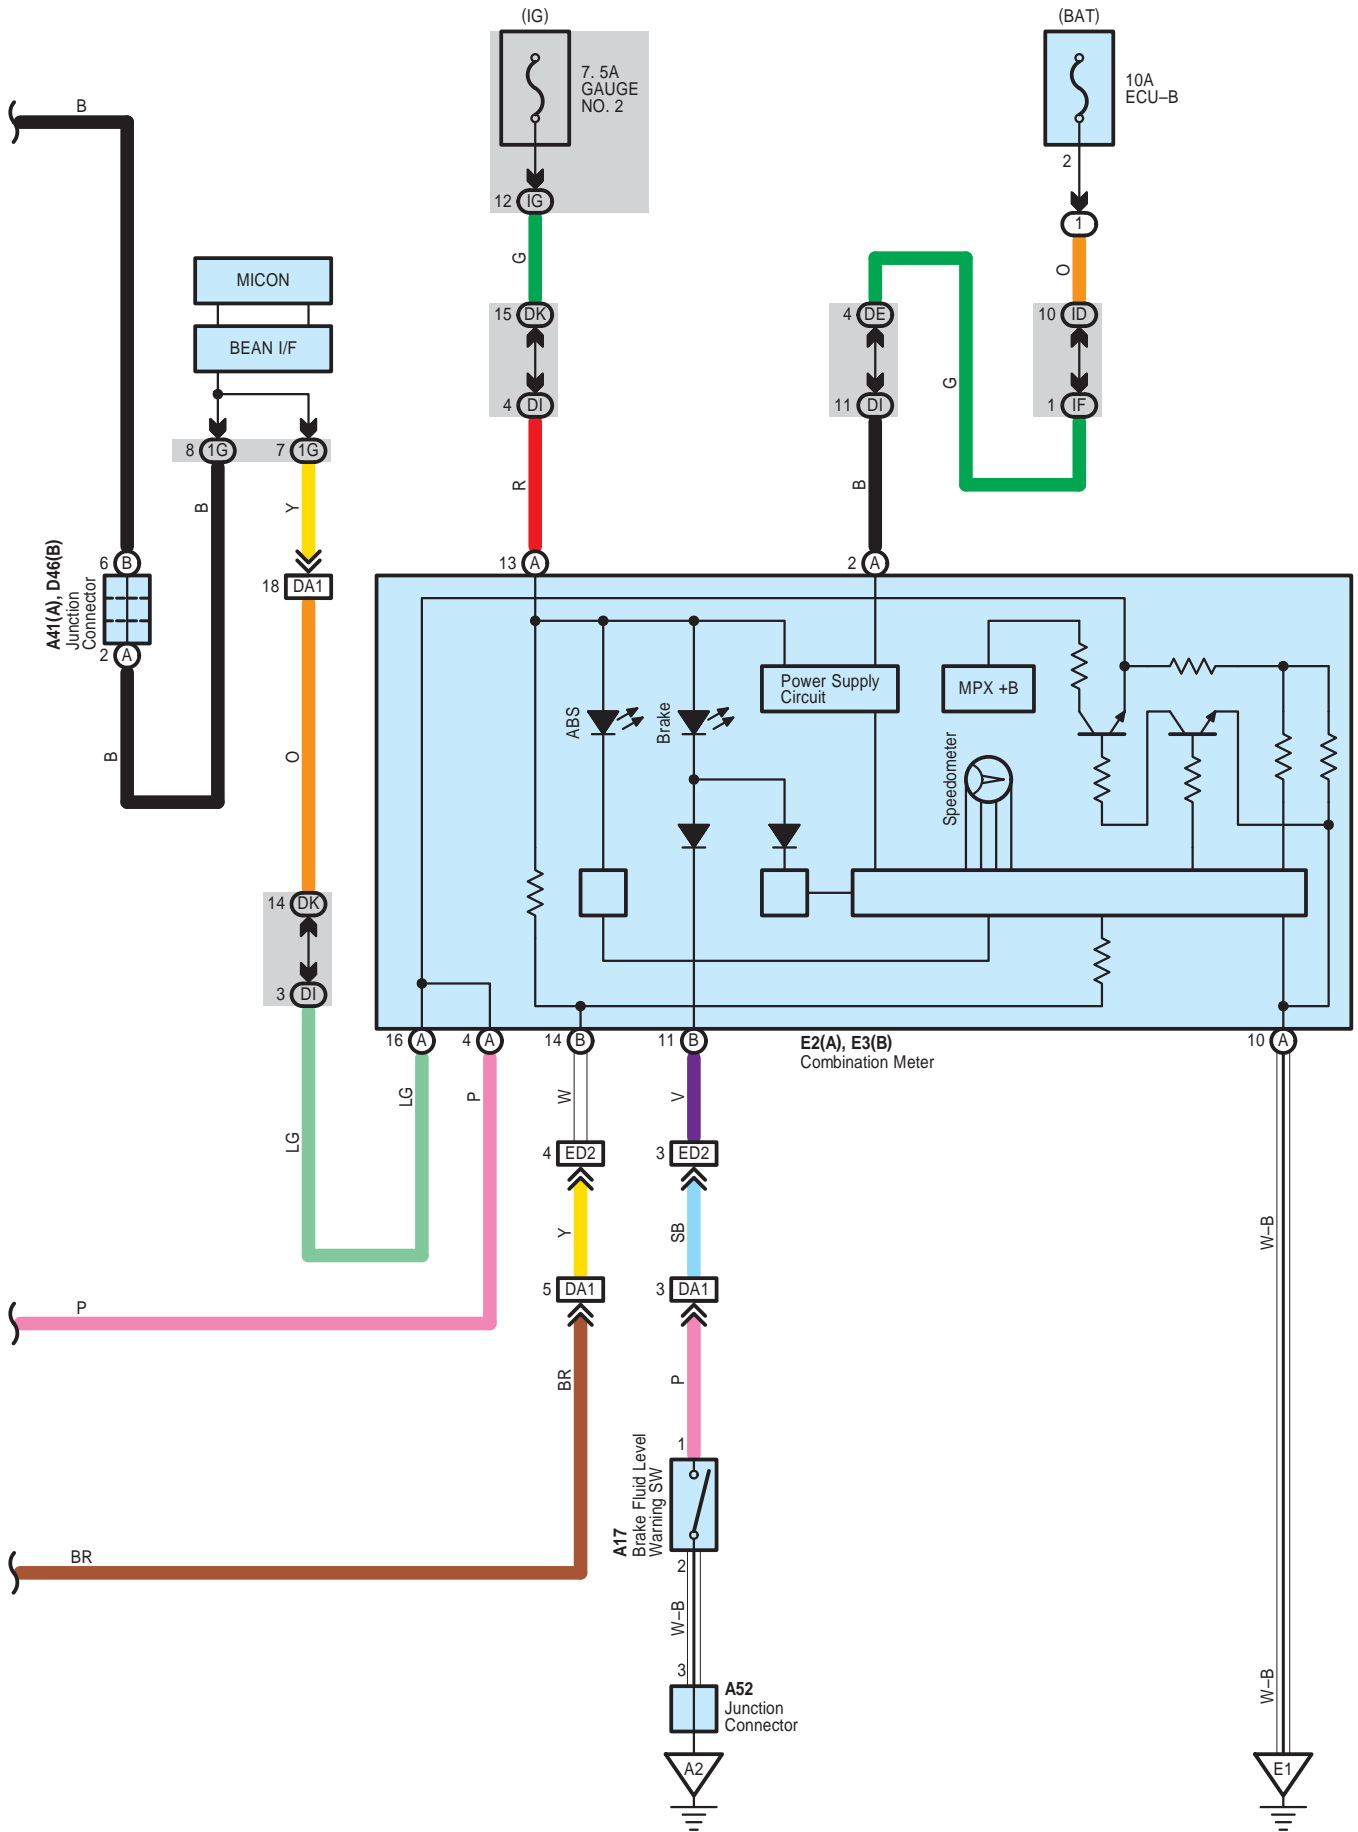 (IG)
(BAT)
7. 5A
GAUGE
NO. 2
10A
ECU–B
B
2
12 IG
1
G
O
MICON
15 DK
4 DE
10 ID
BEAN I/F
G
4 DI
11 DI
1 IF
8 1G
7 1G
B
Y
R
B
A41(A), D46(B)
Junction
Connector
6 B
13 A
2 A
18 DA1
2 A
Power Supply
Circuit
MPX +B
ABS
Brake
Speedometer
B
O
14 DK
3 DI
16 A
4 A
14 B
11 B
E2(A), E3(B)
Combination Meter
10 A
LG
LG
P
W
V
4 ED2
3 ED2
Y
SB
W–B
5 DA1
3 DA1
P
BR
P
1
A17
Brake Fluid Level
Warning SW
BR
2
W–B
3
A52
Junction
Connector
W–B
A2
E1